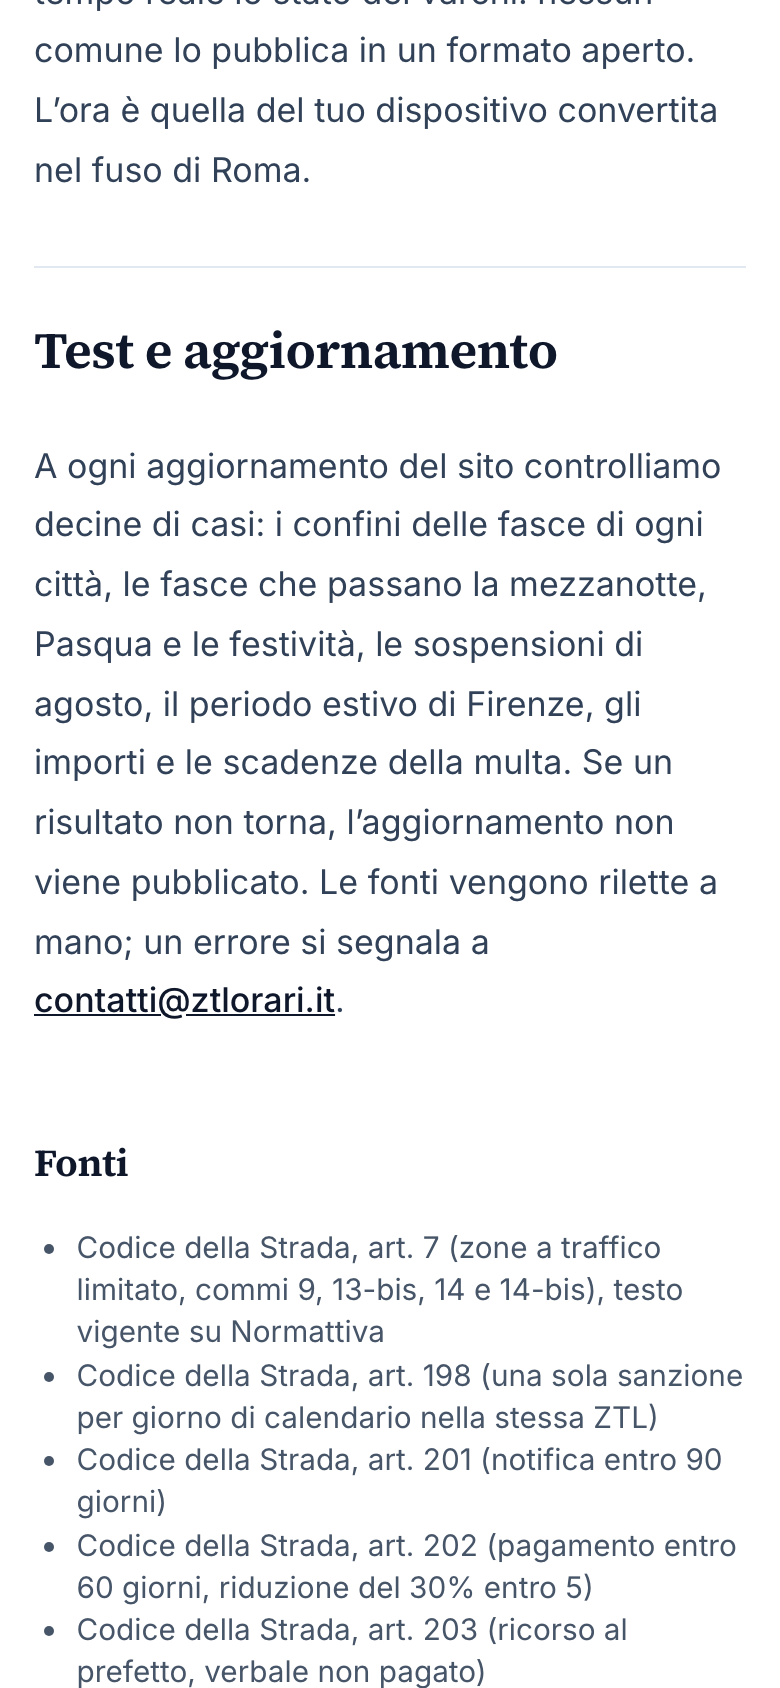 tempo reale lo stato dei varchi: nessun
comune lo pubblica in un formato aperto.
L’ora è quella del tuo dispositivo convertita
nel fuso di Roma.
Test e aggiornamento
A ogni aggiornamento del sito controlliamo
decine di casi: i confini delle fasce di ogni
città, le fasce che passano la mezzanotte,
Pasqua e le festività, le sospensioni di
agosto, il periodo estivo di Firenze, gli
importi e le scadenze della multa. Se un
risultato non torna, l’aggiornamento non
viene pubblicato. Le fonti vengono rilette a
mano; un errore si segnala a
contatti@ztlorari.it.
Fonti
• Codice della Strada, art. 7 (zone a traffico
limitato, commi 9, 13-bis, 14 e 14-bis), testo
vigente su Normattiva
• Codice della Strada, art. 198 (una sola sanzione
per giorno di calendario nella stessa ZTL)
• Codice della Strada, art. 201 (notifica entro 90
giorni)
• Codice della Strada, art. 202 (pagamento entro
60 giorni, riduzione del 30% entro 5)
• Codice della Strada, art. 203 (ricorso al
prefetto, verbale non pagato)